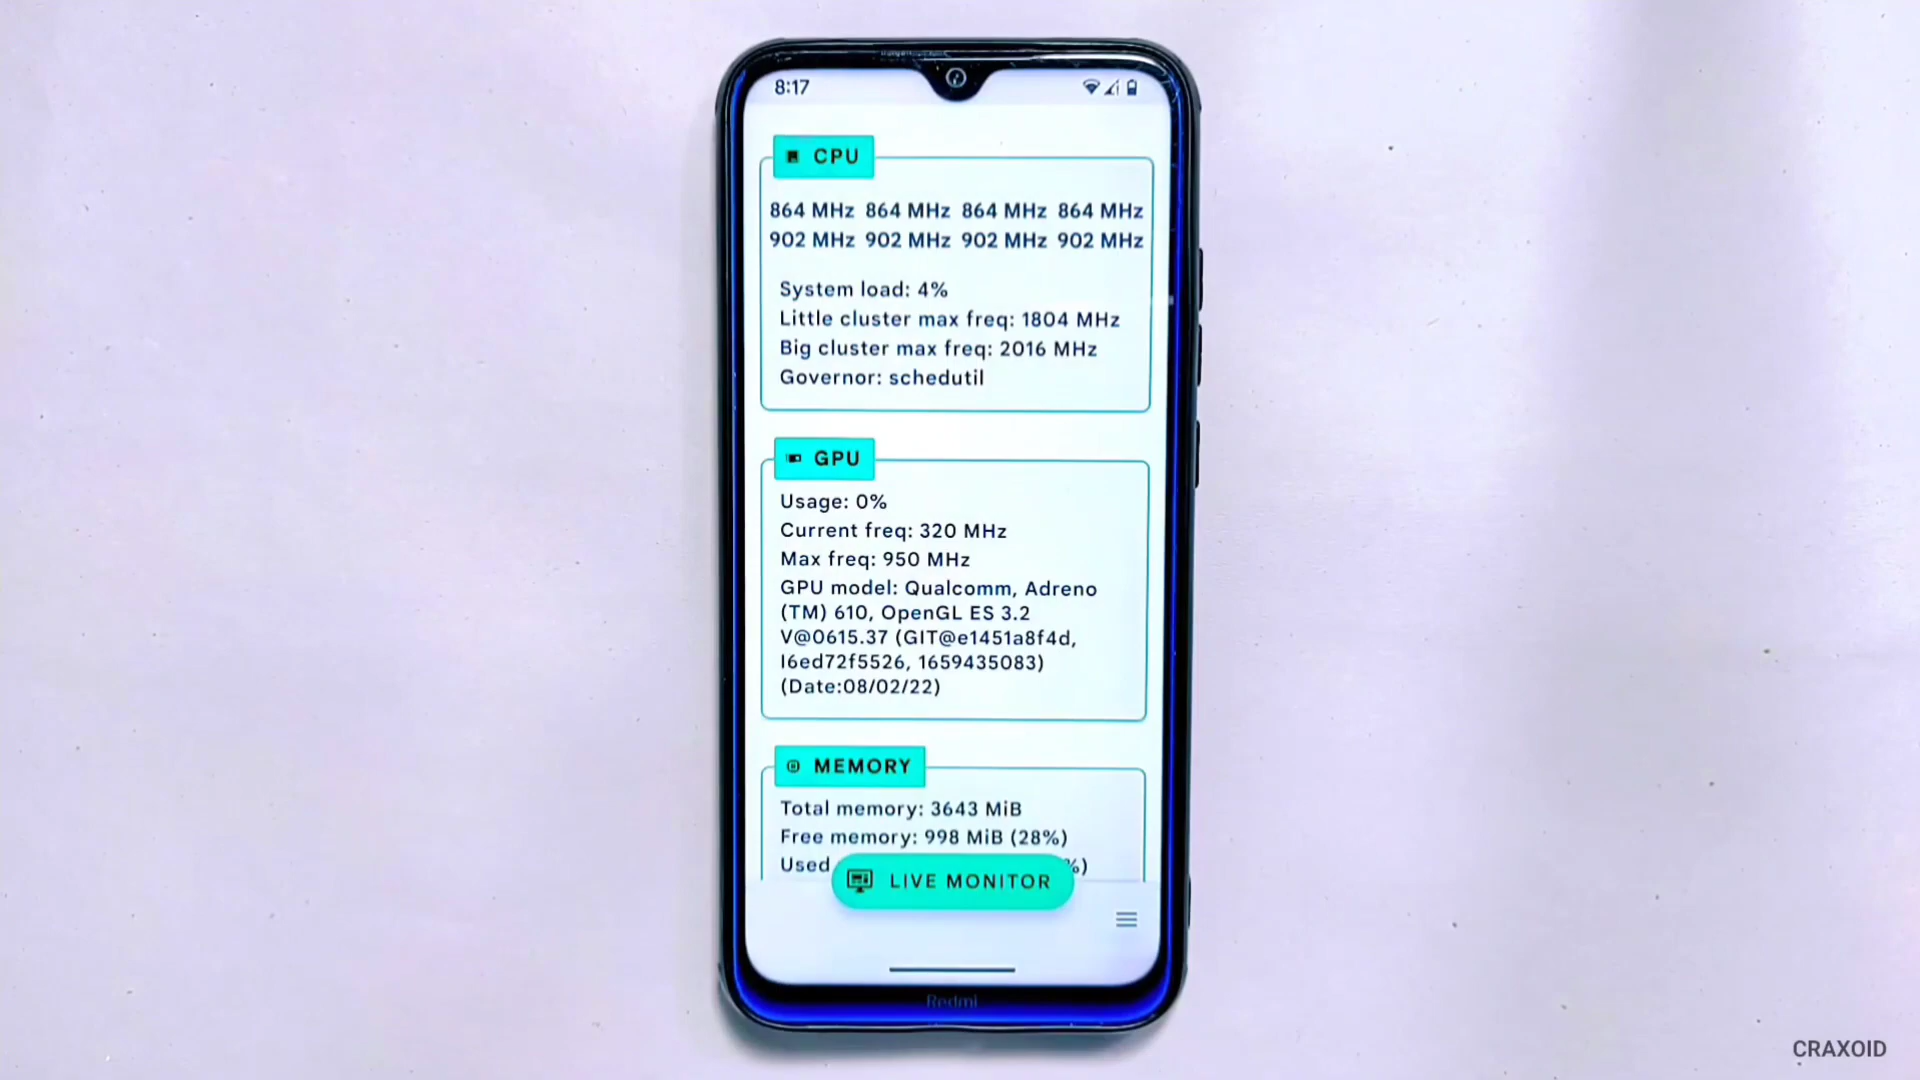 8:17
CPU
864 MHz 864 MHz 864 MHz 864 MHz
902 MHz 902 MHz 902 MHz 902 MHz
System load: 4%
Little cluster max freq: 1804 MHz
Big cluster max freq: 2016 MHz
Governor: schedutil
GPU
Usage: 0%
Current freq: 320 MHz
Max freq: 950 MHz
GPU model: Qualcomm, Adreno
(TM) 610, OpenGL ES 3.2
V@0615.37 (GIT@e1451a8f4d,
I6ed72f5526, 1659435083)
(Date:08/02/22)
MEMORY
Total memory: 3643 MiB
Free memory: 998 MiB (28%)
Used %)
LIVE MONITOR
Redmi
CRAXOID